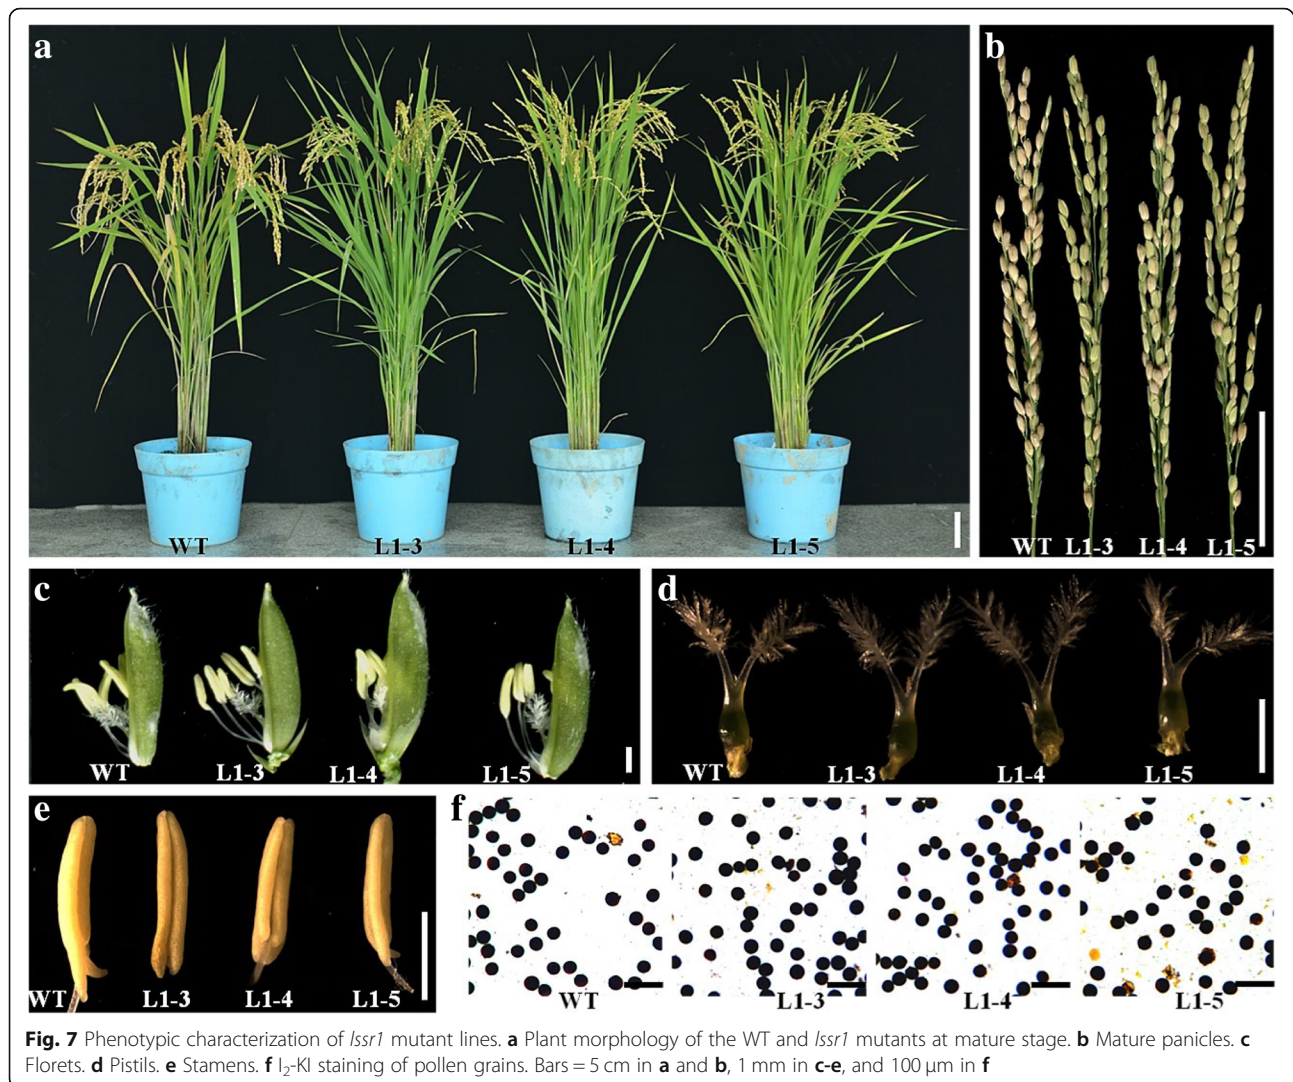 a
WT L1-3 L1-4 L1-5
b
WT L1-3 L1-4 L1-5
c
WT L1-3 L1-4 L1-5
d
WT L1-3 L1-4 L1-5
e
WT L1-3 L1-4 L1-5
f
WT L1-3 L1-4 L1-5
Fig. 7 Phenotypic characterization of lssr1 mutant lines. a Plant morphology of the WT and lssr1 mutants at mature stage. b Mature panicles. c
Florets. d Pistils. e Stamens. f I₂-KI staining of pollen grains. Bars = 5 cm in a and b, 1 mm in c-e, and 100 μm in f